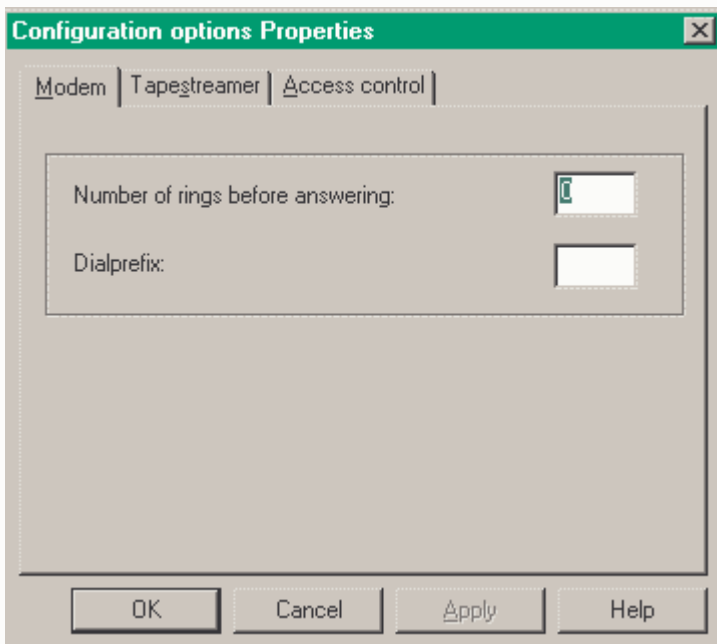 Configuration options Properties
Modem Tapestreamer Access control
Number of rings before answering: 0
Dialprefix:
OK Cancel Apply Help